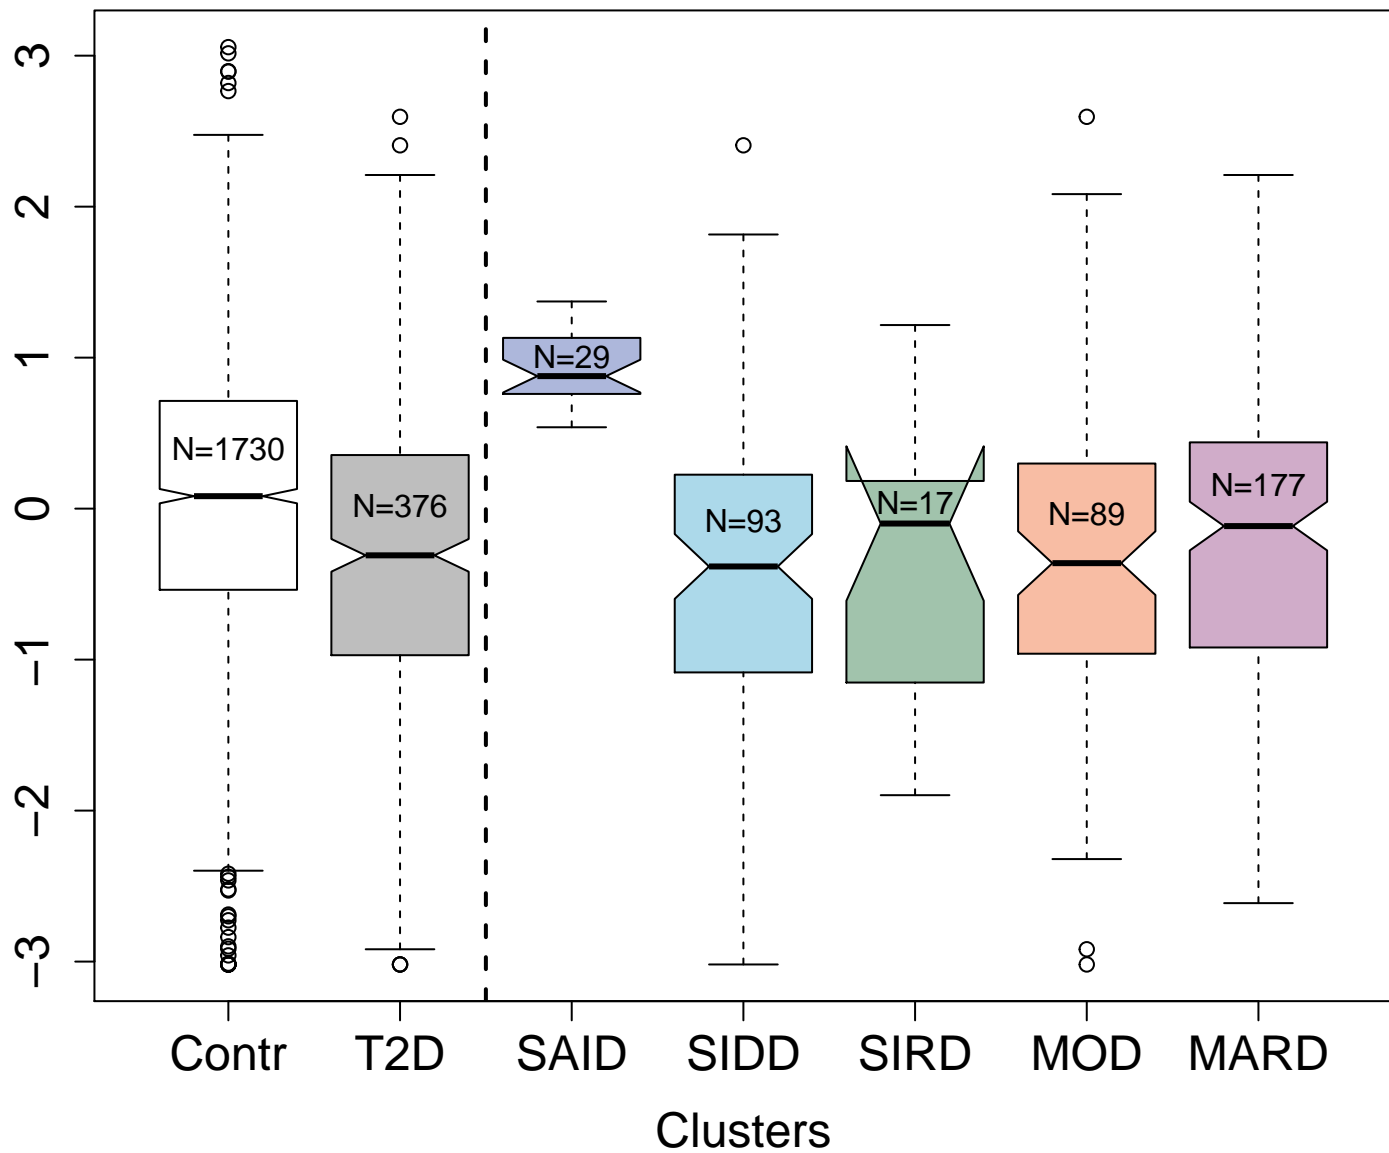 3
2
1
0
−1
−2
−3
N=1730
N=376
N=29
N=93
N=17
N=89
N=177
Contr T2D SAID SIDD SIRD MOD MARD
Clusters